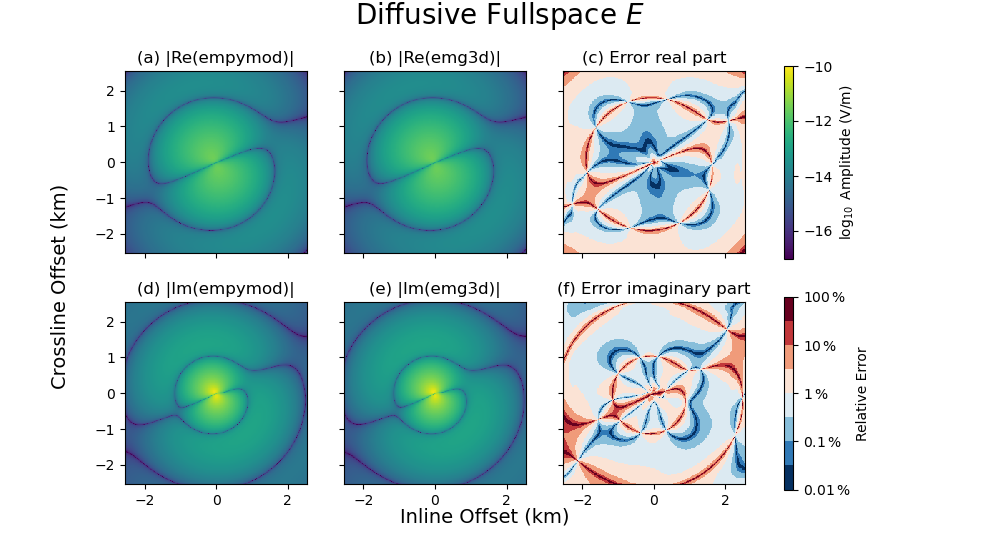 Diffusive Fullspace E
(a) |Re(empymod)|
(b) |Re(emg3d)|
(c) Error real part
2
1
0
−1
−2
2
1
0
−1
−2
−10
−12
−14
−16
log10 Amplitude (V/m)
Crossline Offset (km)
(d) |Im(empymod)|
(e) |Im(emg3d)|
(f) Error imaginary part
−2
0
2
−2
0
2
−2
0
2
Inline Offset (km)
100 %
10 %
1 %
0.1 %
0.01 %
Relative Error